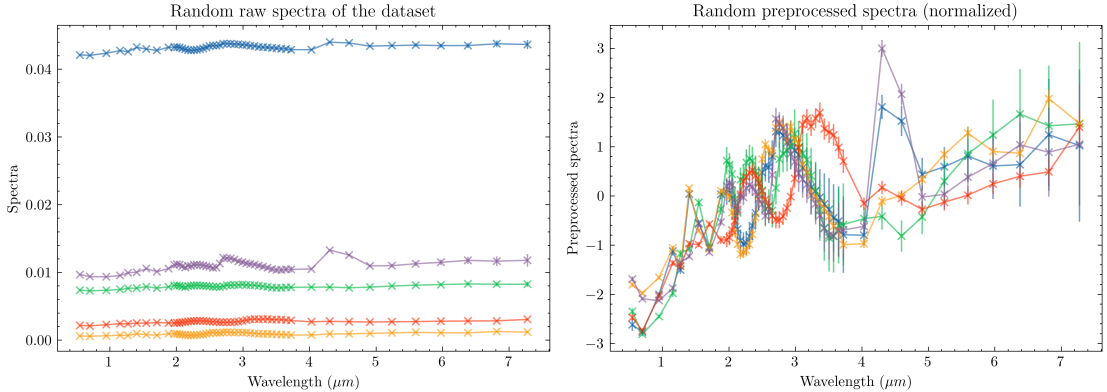 Random raw spectra of the dataset
Spectra
0.04
0.03
0.02
0.01
0.00
1 2 3 4 5 6 7
Wavelength (μm)
Random preprocessed spectra (normalized)
Preprocessed spectra
3
2
1
0
−1
−2
−3
1 2 3 4 5 6 7
Wavelength (μm)